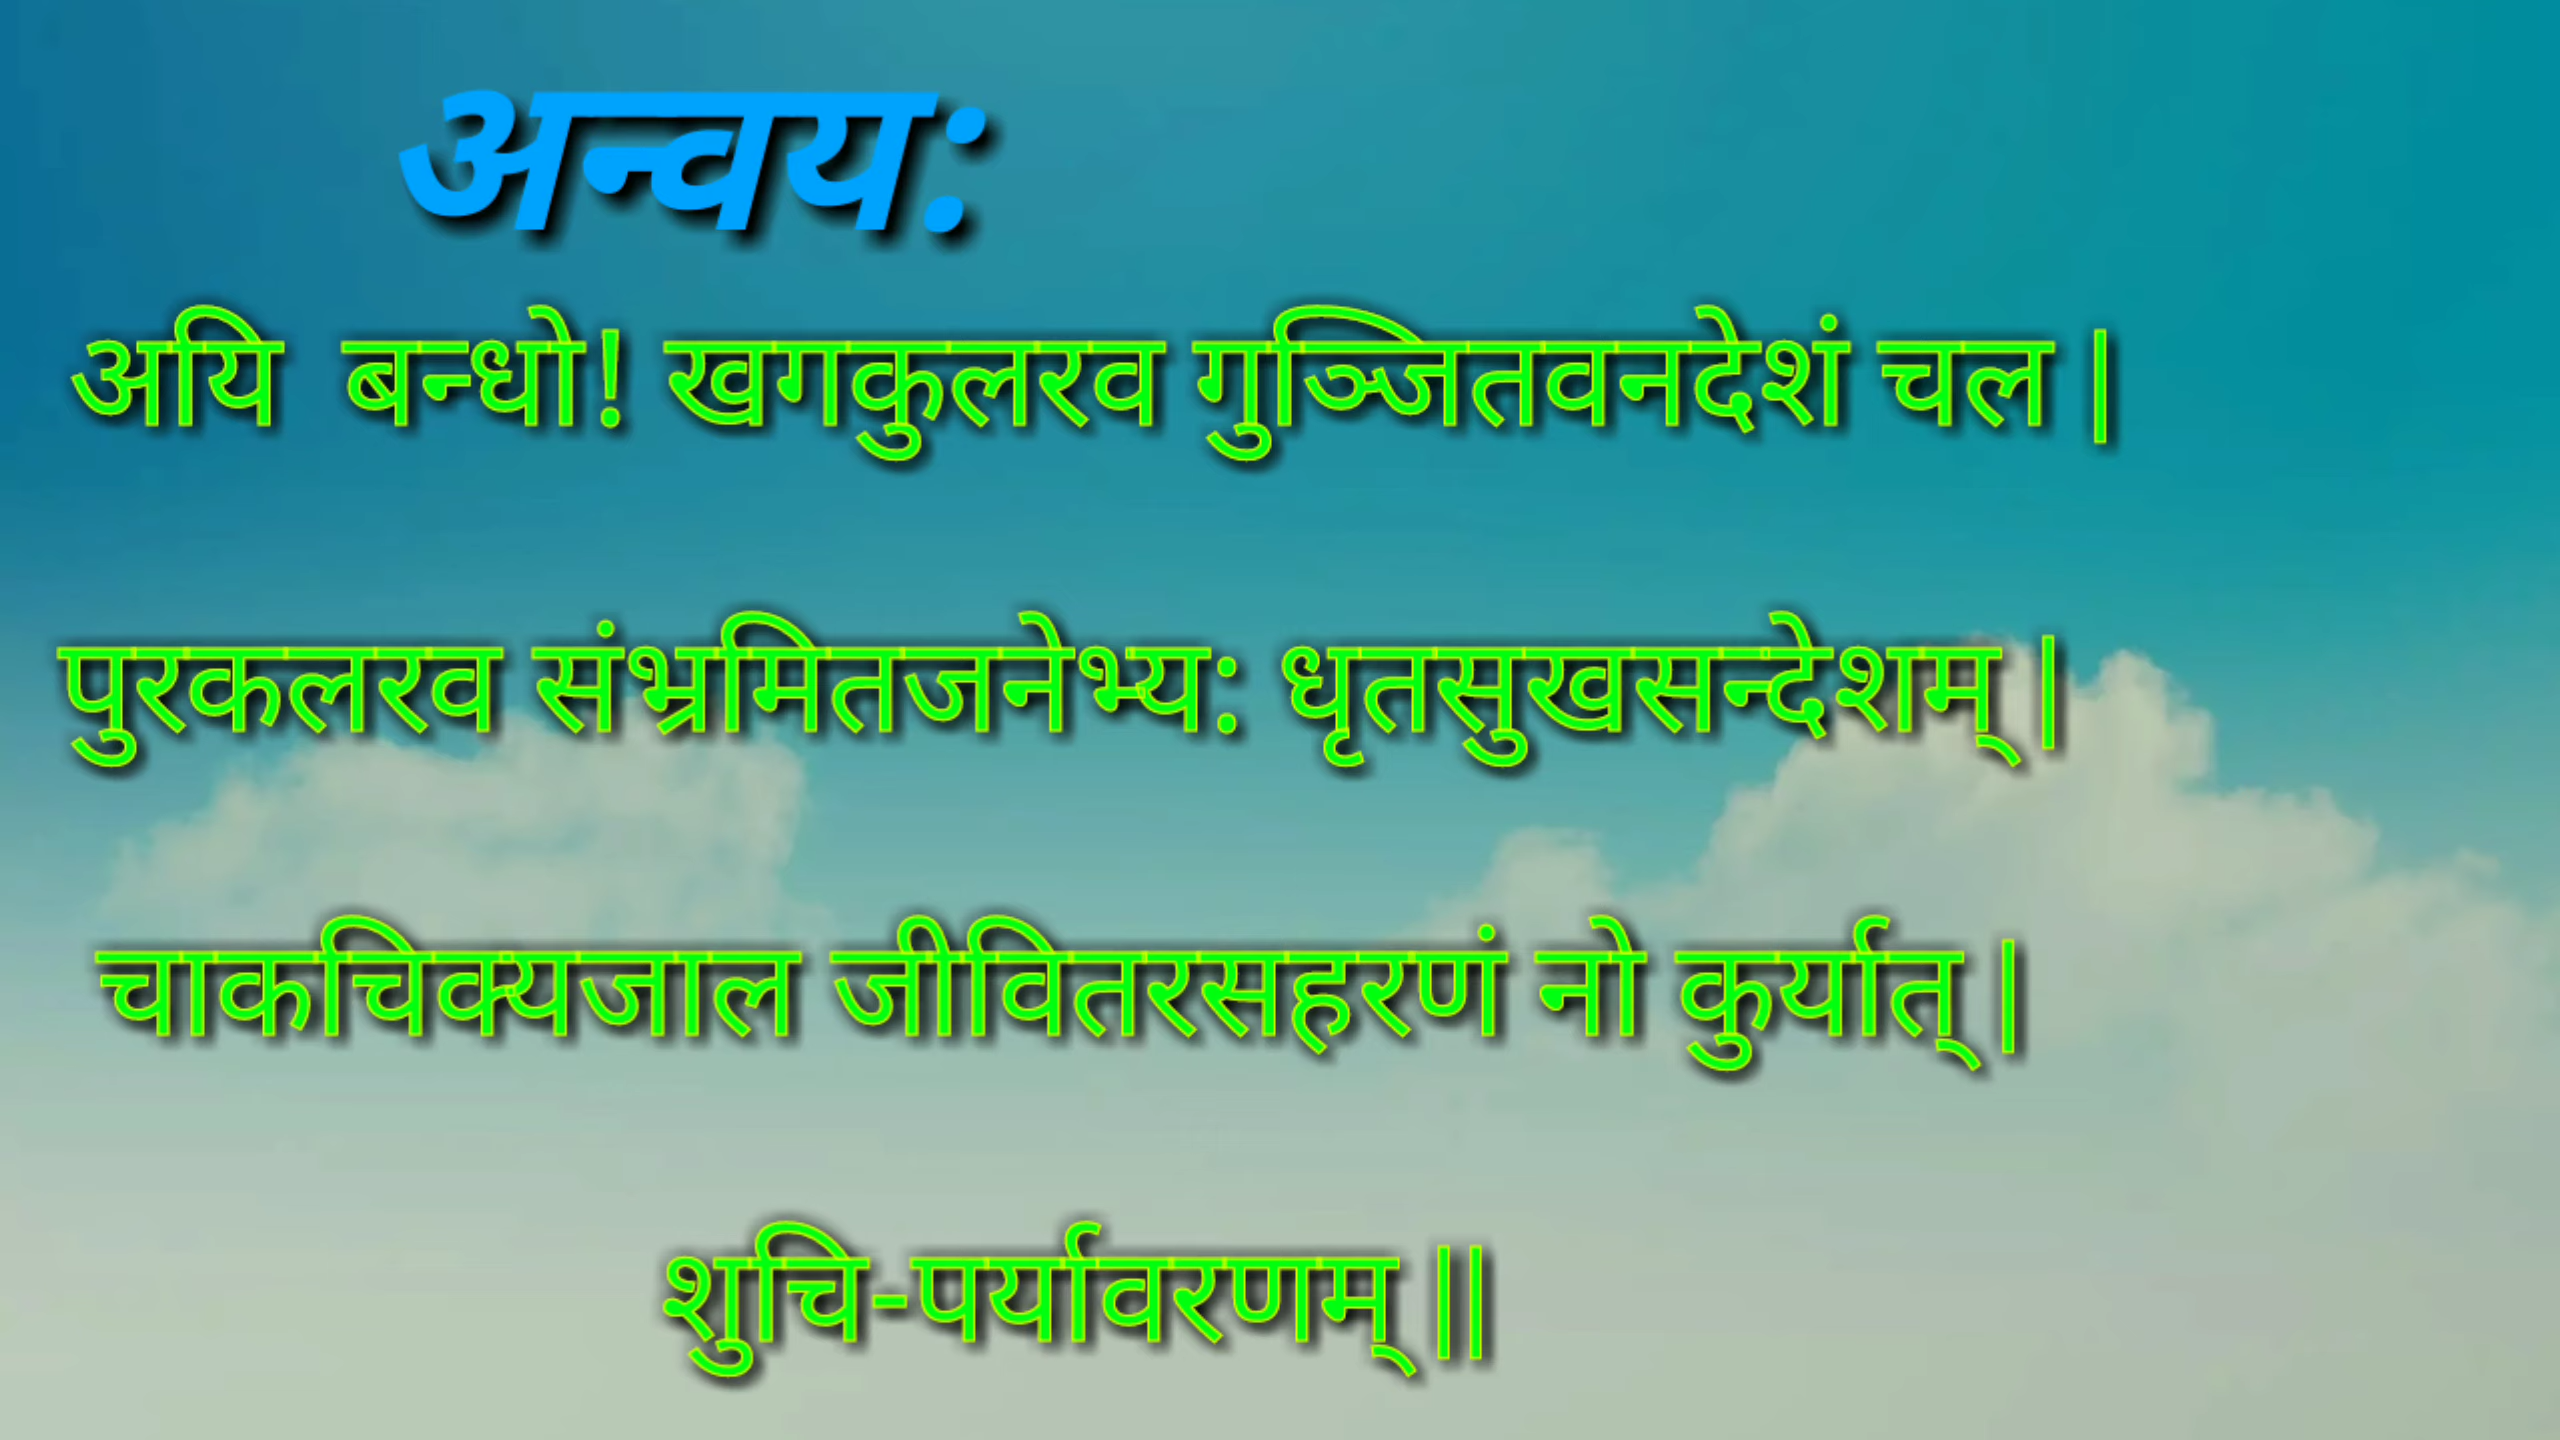 अन्वय:
अयि बन्धो! खगकुलरव गुञ्जितवनदेशं चल |
पुरकलरव संभ्रमितजनेभ्य: धृतसुखसन्देशम् |
चाकचिक्यजाल जीवितरसहरणं नो कुर्यात् |
शुचि-पर्यावरणम् ||